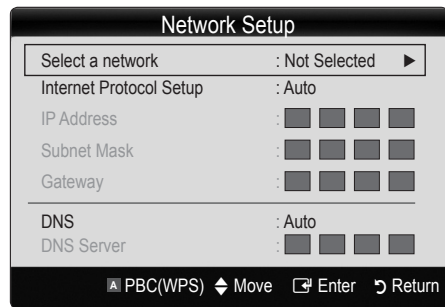 Network Setup
Select a network : Not Selected ►
Internet Protocol Setup : Auto
IP Address :
Subnet Mask :
Gateway :
DNS : Auto
DNS Server :
A PBC(WPS) Move Enter Return